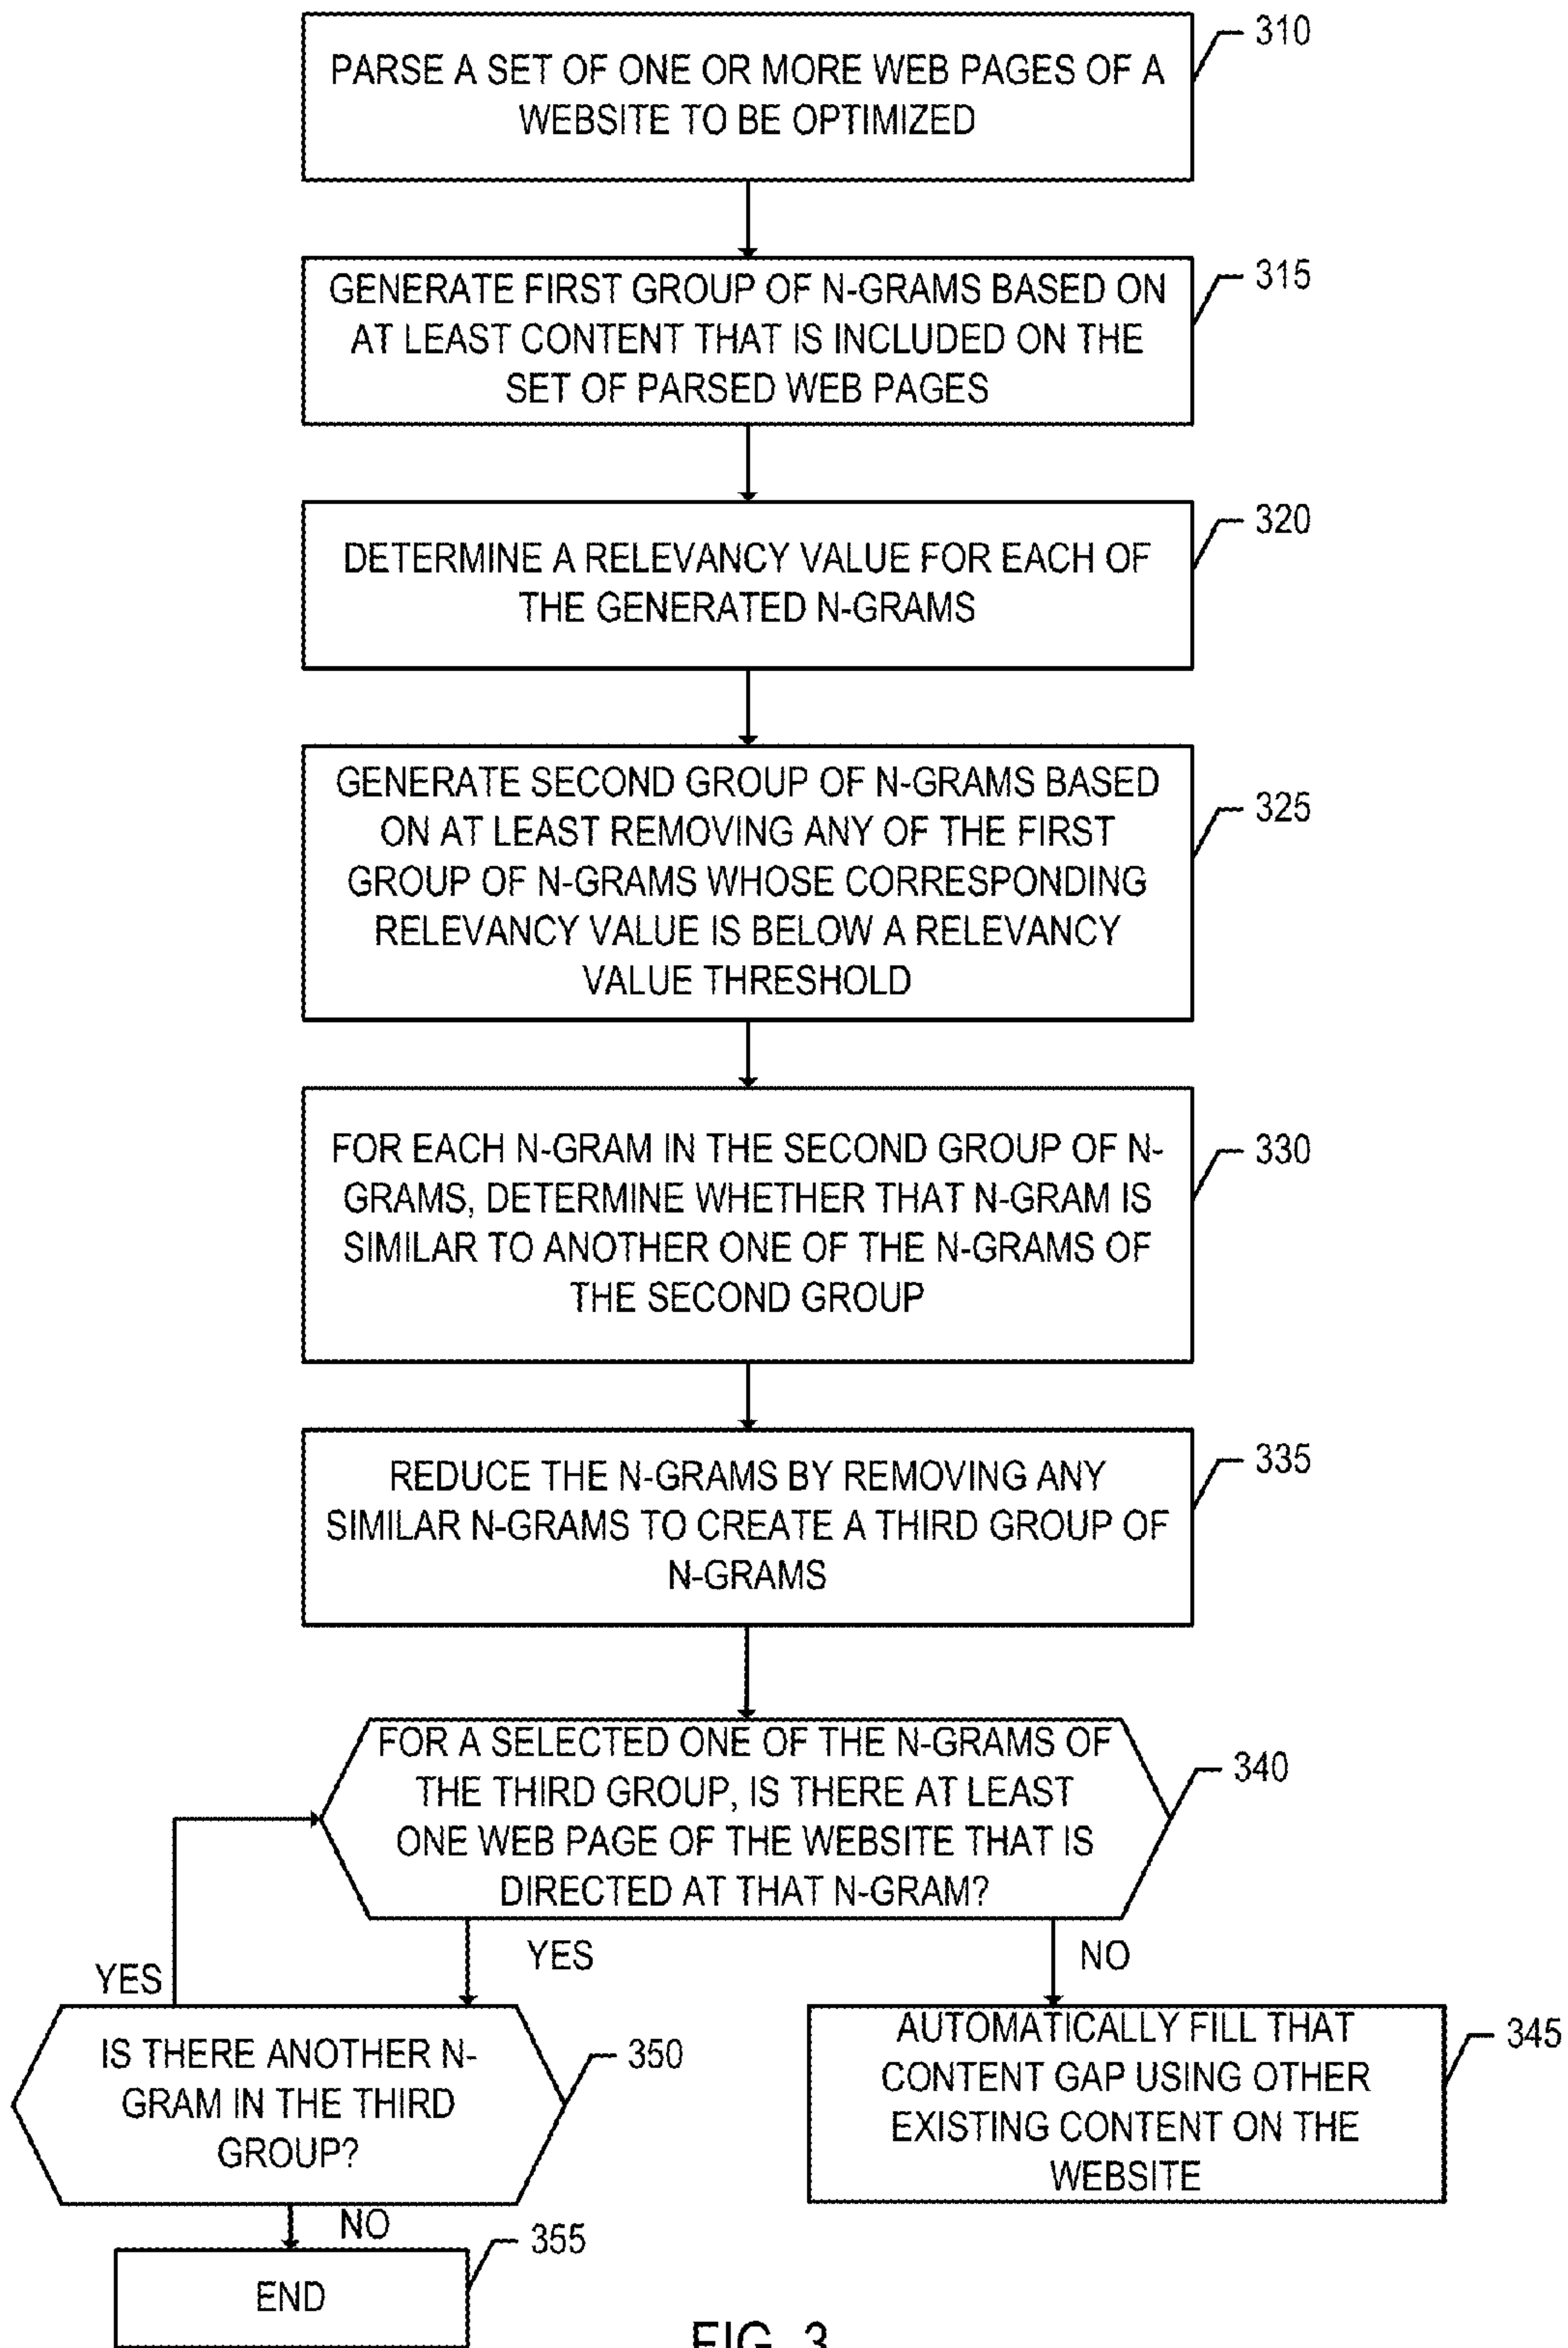 PARSE A SET OF ONE OR MORE WEB PAGES OF A
WEBSITE TO BE OPTIMIZED
310
GENERATE FIRST GROUP OF N-GRAMS BASED ON
AT LEAST CONTENT THAT IS INCLUDED ON THE
SET OF PARSED WEB PAGES
315
DETERMINE A RELEVANCY VALUE FOR EACH OF
THE GENERATED N-GRAMS
320
GENERATE SECOND GROUP OF N-GRAMS BASED
ON AT LEAST REMOVING ANY OF THE FIRST
GROUP OF N-GRAMS WHOSE CORRESPONDING
RELEVANCY VALUE IS BELOW A RELEVANCY
VALUE THRESHOLD
325
FOR EACH N-GRAM IN THE SECOND GROUP OF N-
GRAMS, DETERMINE WHETHER THAT N-GRAM IS
SIMILAR TO ANOTHER ONE OF THE N-GRAMS OF
THE SECOND GROUP
330
REDUCE THE N-GRAMS BY REMOVING ANY
SIMILAR N-GRAMS TO CREATE A THIRD GROUP OF
N-GRAMS
335
FOR A SELECTED ONE OF THE N-GRAMS OF
THE THIRD GROUP, IS THERE AT LEAST
ONE WEB PAGE OF THE WEBSITE THAT IS
DIRECTED AT THAT N-GRAM?
340
YES
YES
NO
IS THERE ANOTHER N-
GRAM IN THE THIRD
GROUP?
350
AUTOMATICALLY FILL THAT
CONTENT GAP USING OTHER
EXISTING CONTENT ON THE
WEBSITE
345
NO
END
355
FIG. 3